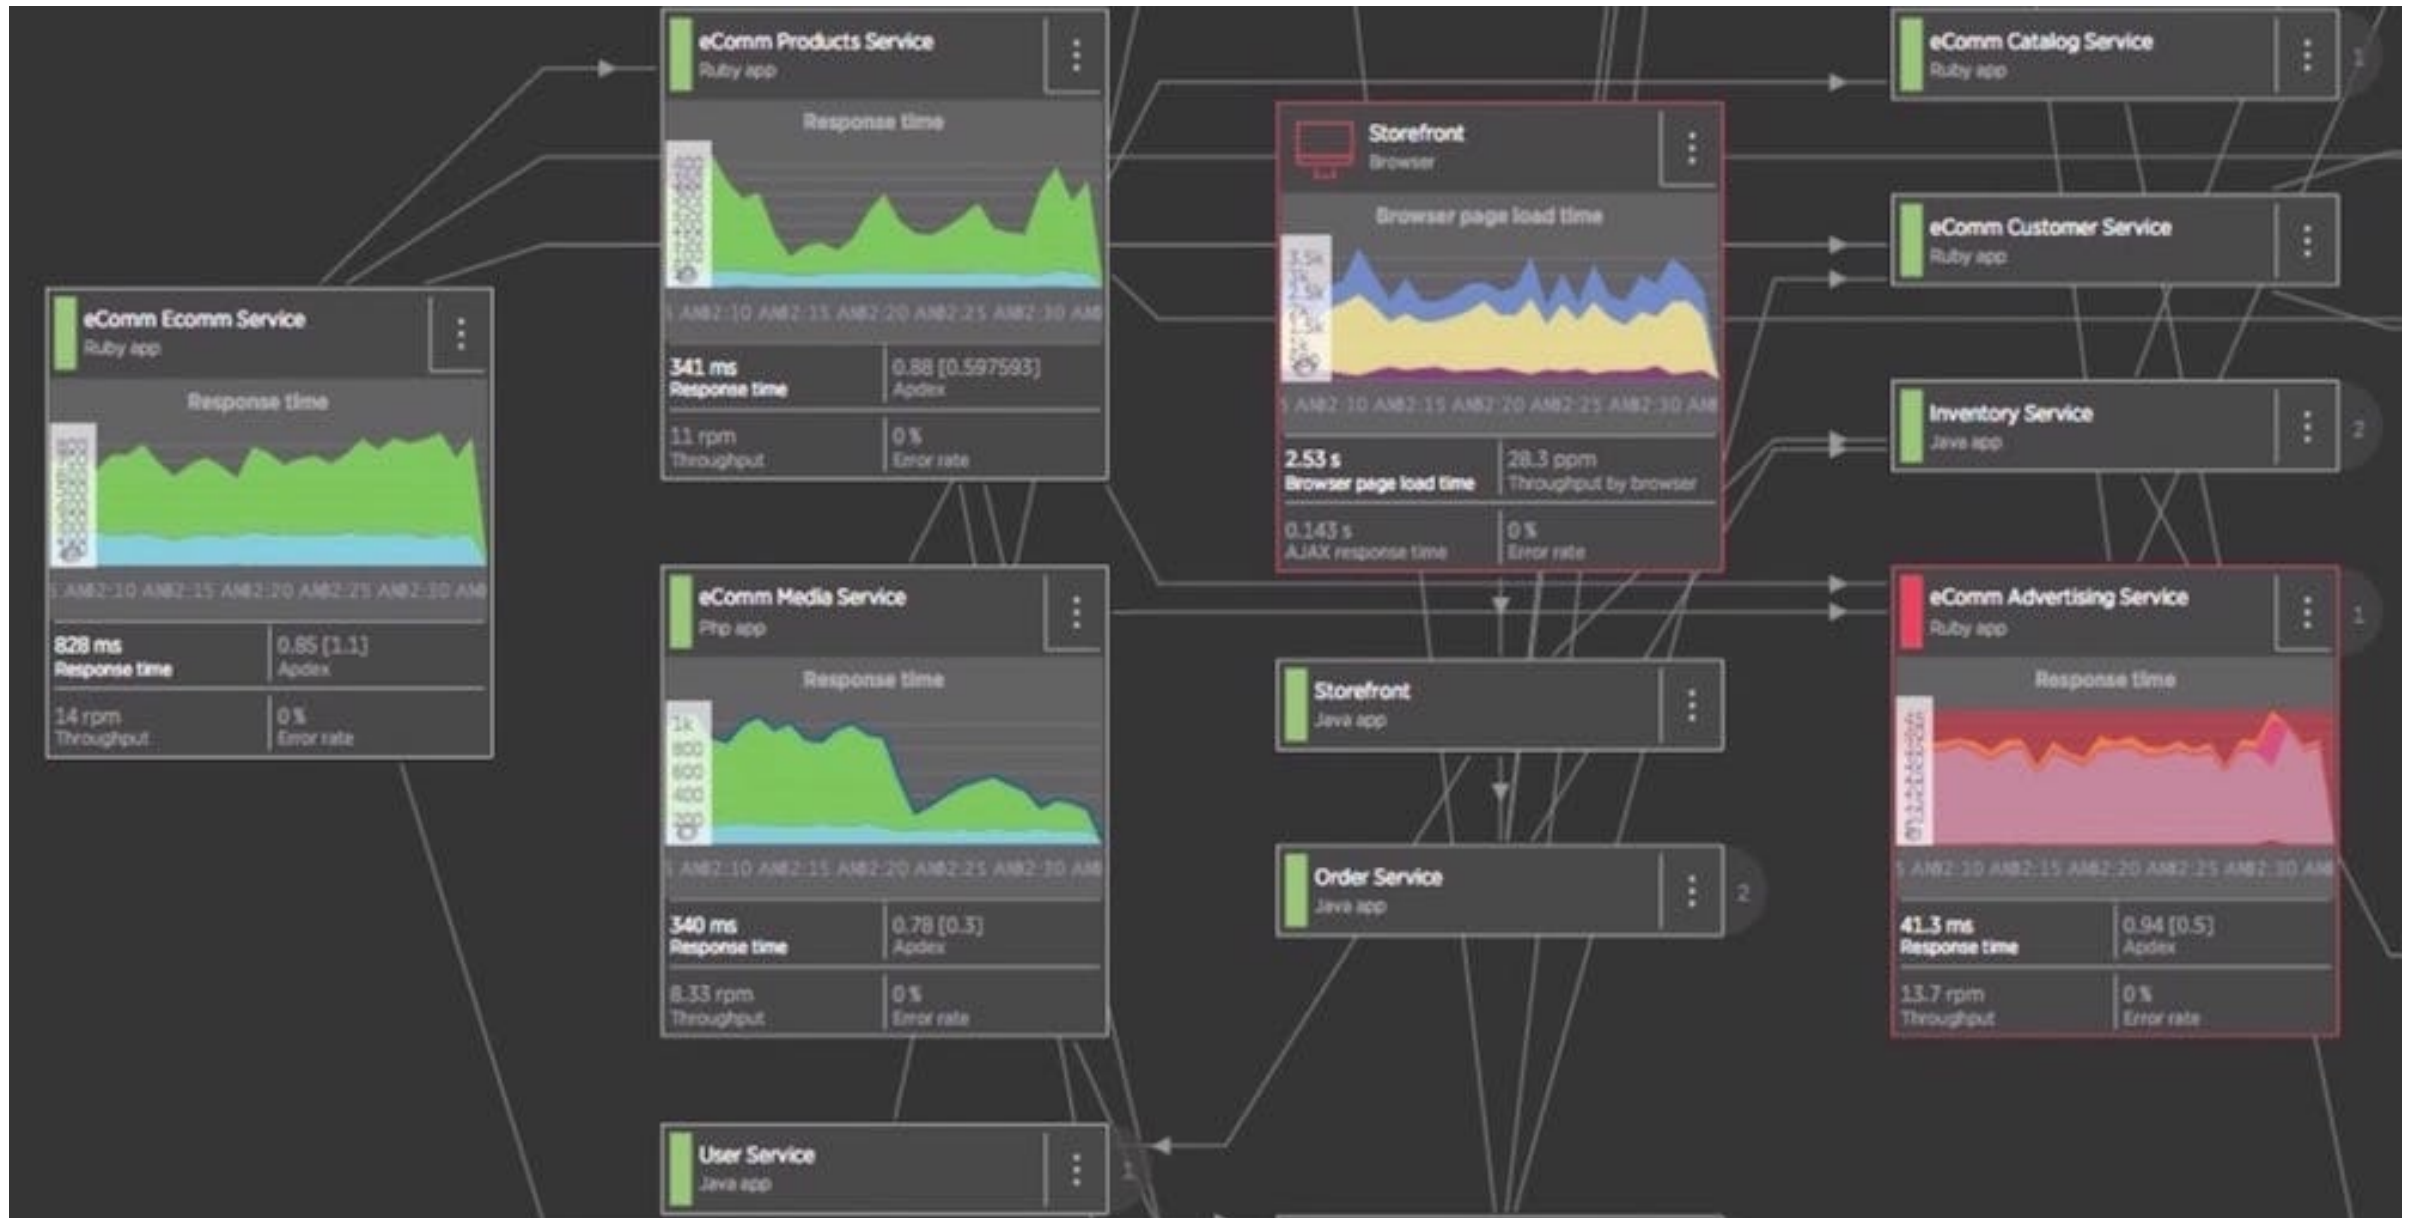 eComm Products Service
Ruby app
Response time
341 ms
Response time
0.88 [0.597593]
Apdex
11 rpm
Throughput
0 %
Error rate
eComm Catalog Service
Ruby app
Storefront
Browser
Browser page load time
2.53 s
Browser page load time
28.3 ppm
Throughput by browser
0.143 s
AJAX response time
0 %
Error rate
eComm Customer Service
Ruby app
eComm Ecomm Service
Ruby app
Response time
828 ms
Response time
0.85 [1.1]
Apdex
14 rpm
Throughput
0 %
Error rate
Inventory Service
Java app
2
eComm Media Service
Php app
Response time
1k
800
600
400
340 ms
Response time
0.78 [0.3]
Apdex
8.33 rpm
Throughput
0 %
Error rate
eComm Advertising Service
Ruby app
1
Response time
41.3 ms
Response time
0.94 [0.5]
Apdex
13.7 rpm
Throughput
0 %
Error rate
Storefront
Java app
Order Service
Java app
2
User Service
Java app